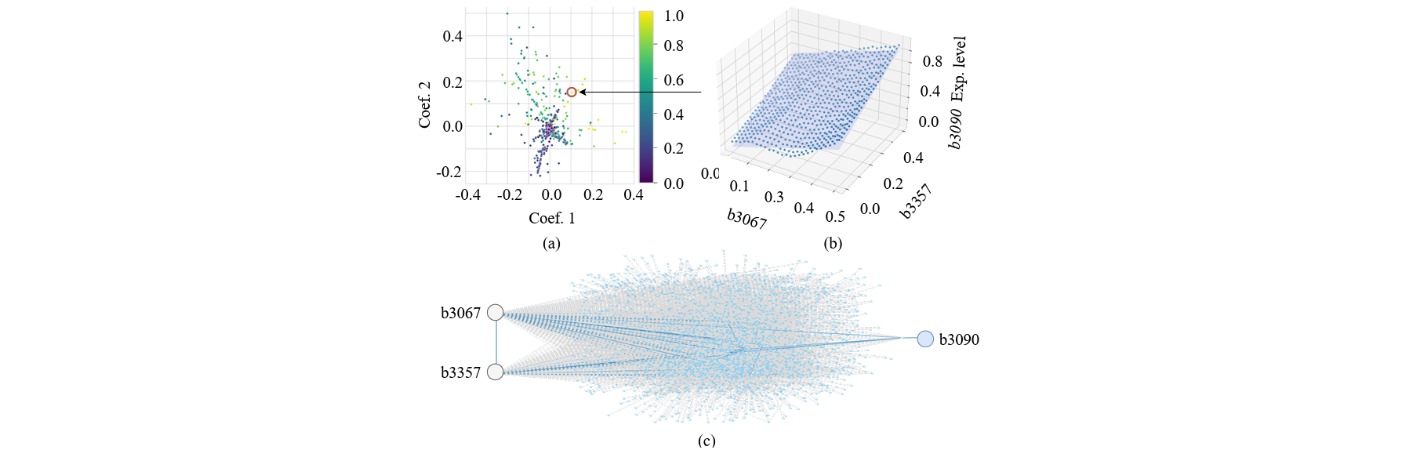 0.4
0.2
0.0
-0.2
Coef. 2
-0.4 -0.2 0.0 0.2 0.4
Coef. 1
1.0
0.8
0.6
0.4
0.2
0.0
(a)
0.8
0.4
0.0
b3090 Exp. level
0.0 0.1 0.3 0.4 0.5
b3067
0.0 0.2 0.4
b3357
(b)
b3067
b3357
b3090
(c)